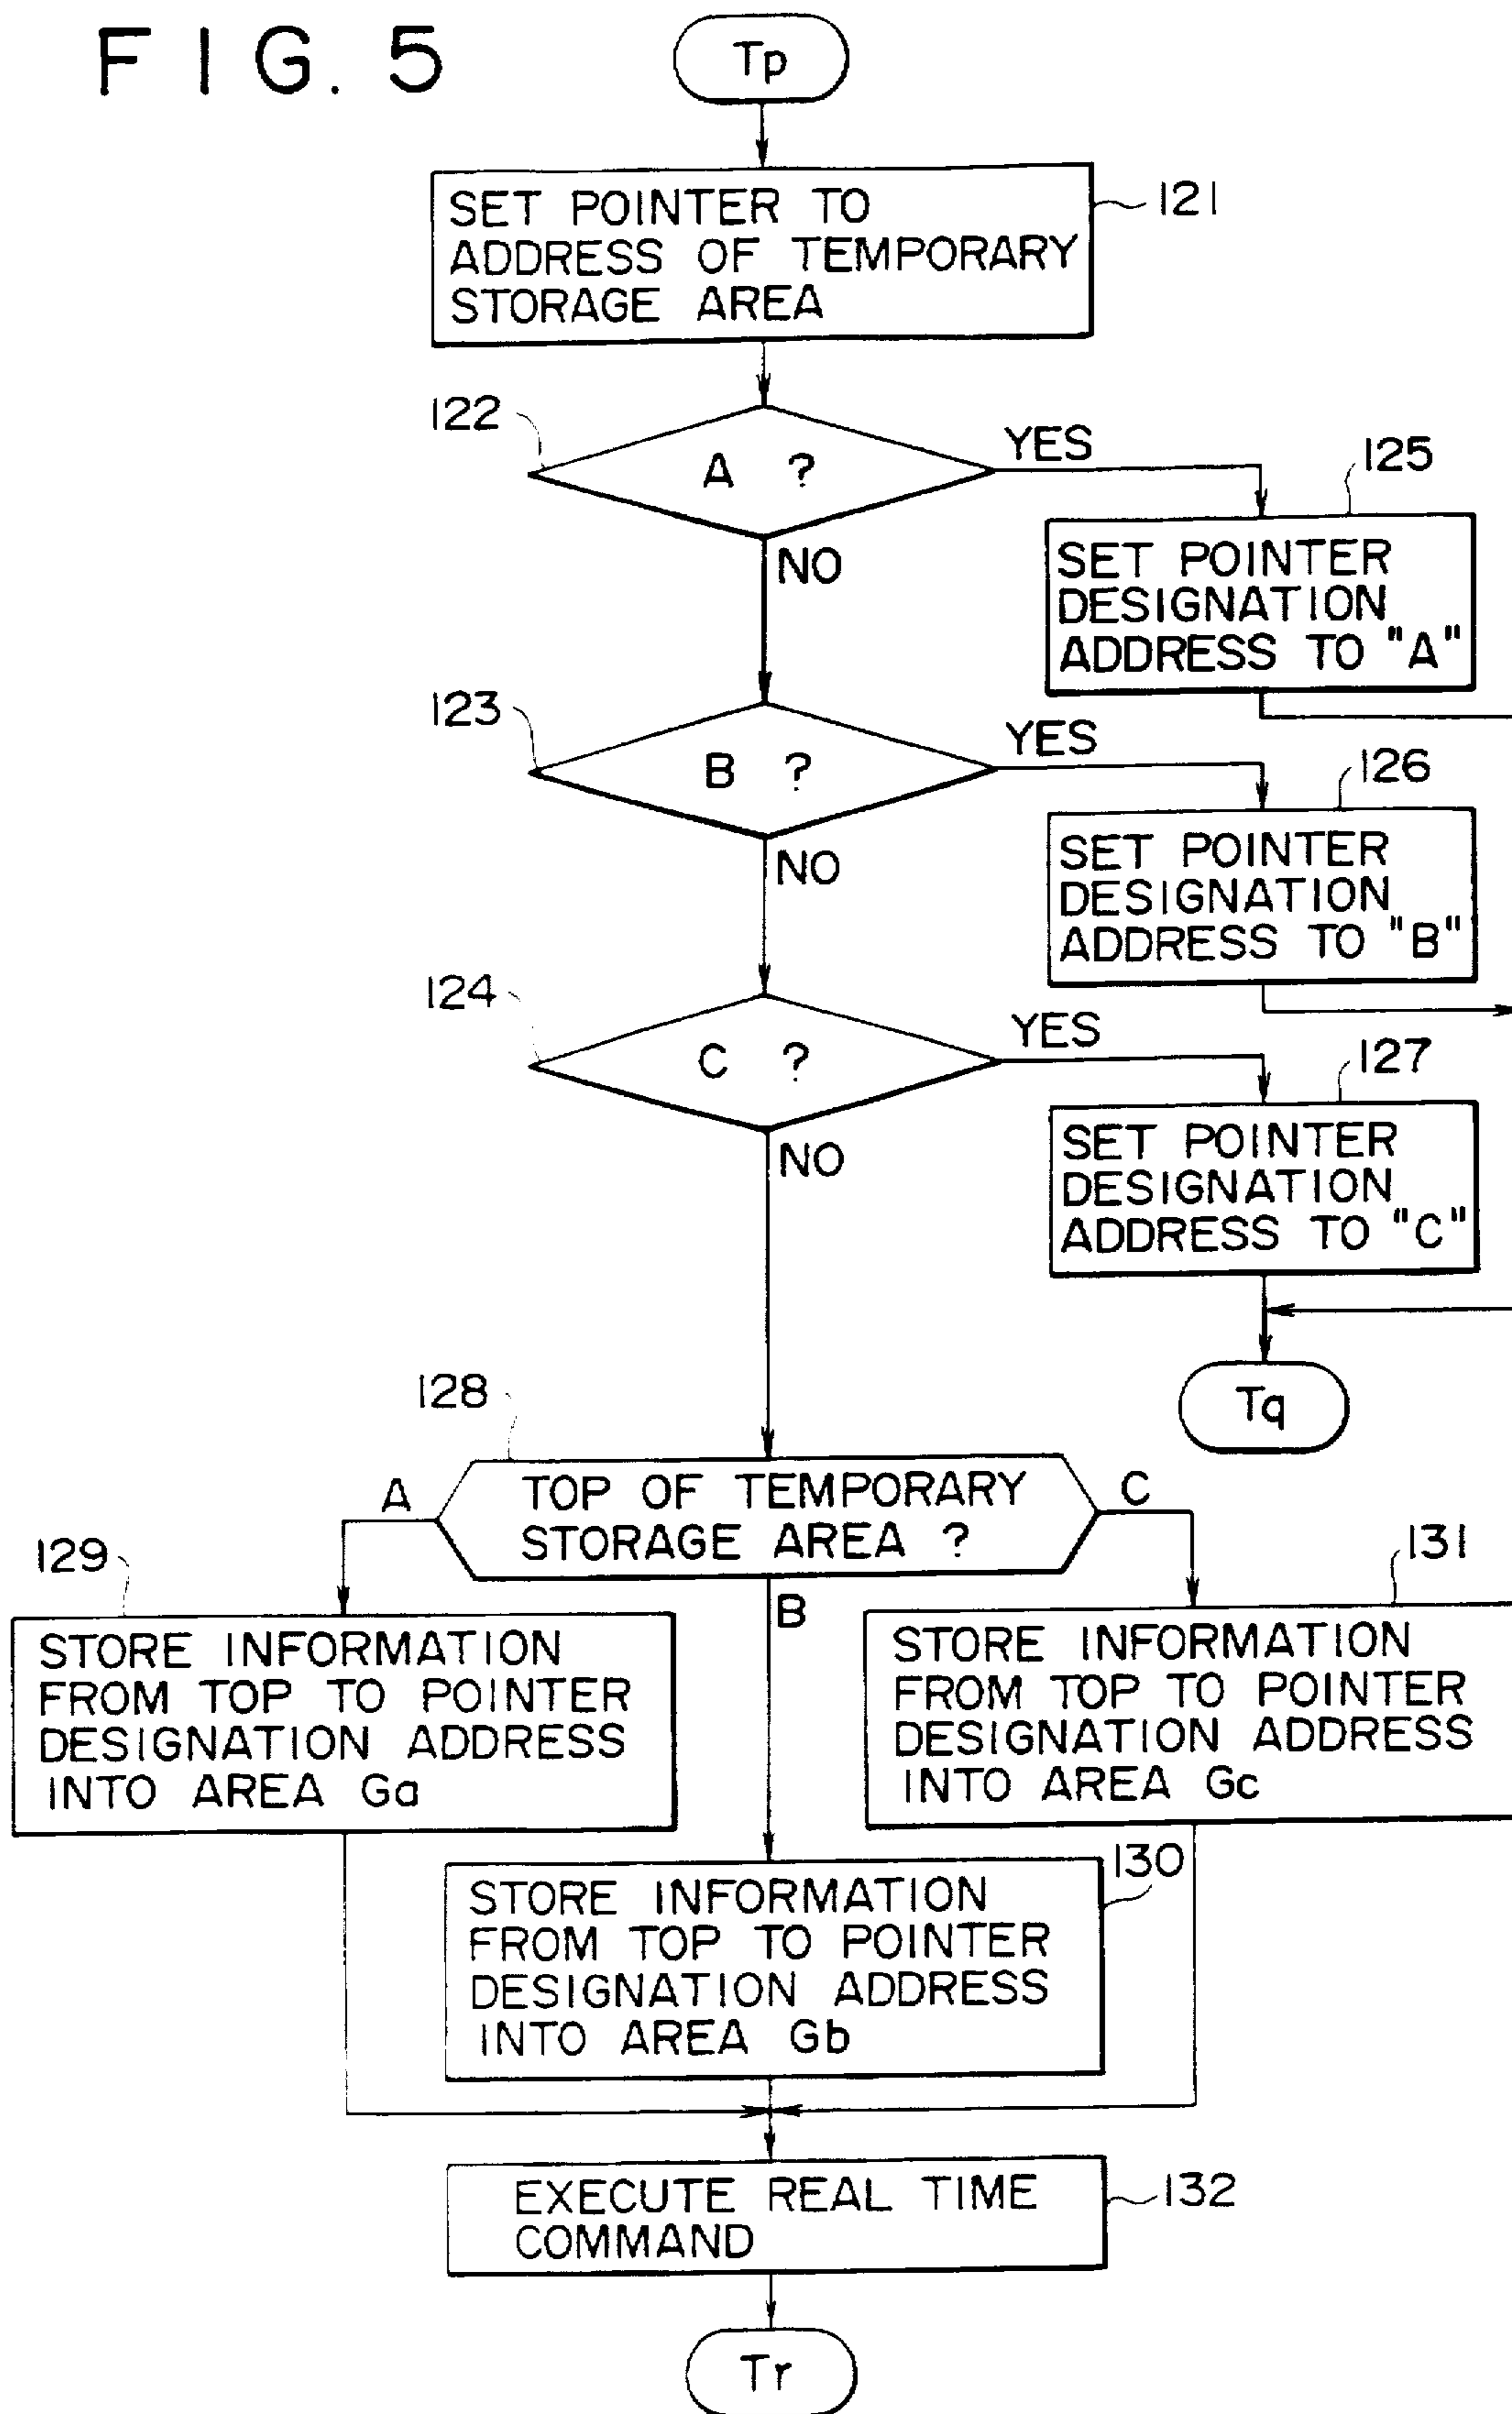 FIG. 5
Tp
SET POINTER TO
ADDRESS OF TEMPORARY
STORAGE AREA
121
122
A ?
YES
NO
125
SET POINTER
DESIGNATION
ADDRESS TO "A"
123
B ?
YES
NO
126
SET POINTER
DESIGNATION
ADDRESS TO "B"
124
C ?
YES
NO
127
SET POINTER
DESIGNATION
ADDRESS TO "C"
Tq
128
A
TOP OF TEMPORARY
STORAGE AREA ?
C
B
129
STORE INFORMATION
FROM TOP TO POINTER
DESIGNATION ADDRESS
INTO AREA Ga
131
STORE INFORMATION
FROM TOP TO POINTER
DESIGNATION ADDRESS
INTO AREA Gc
130
STORE INFORMATION
FROM TOP TO POINTER
DESIGNATION ADDRESS
INTO AREA Gb
EXECUTE REAL TIME
COMMAND
132
Tr